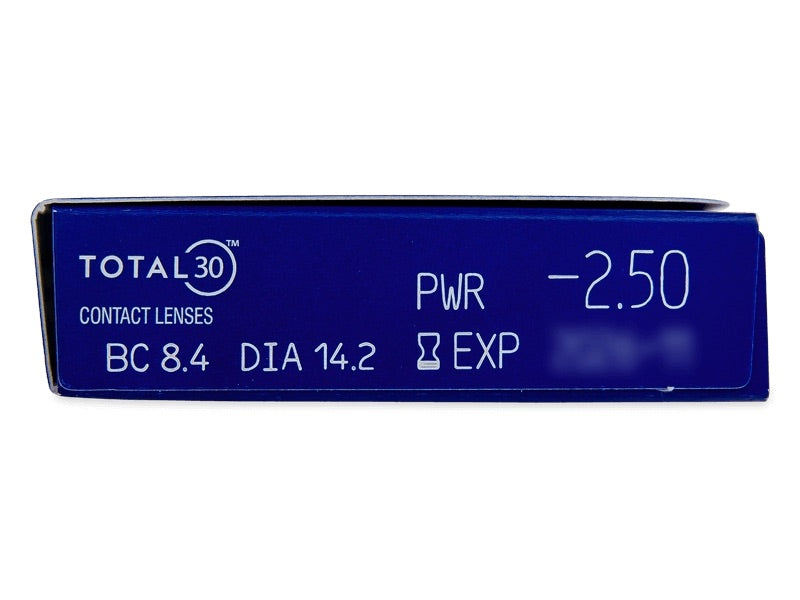 TOTAL30™
CONTACT LENSES
BC 8.4 DIA 14.2
PWR -2.50
EXP